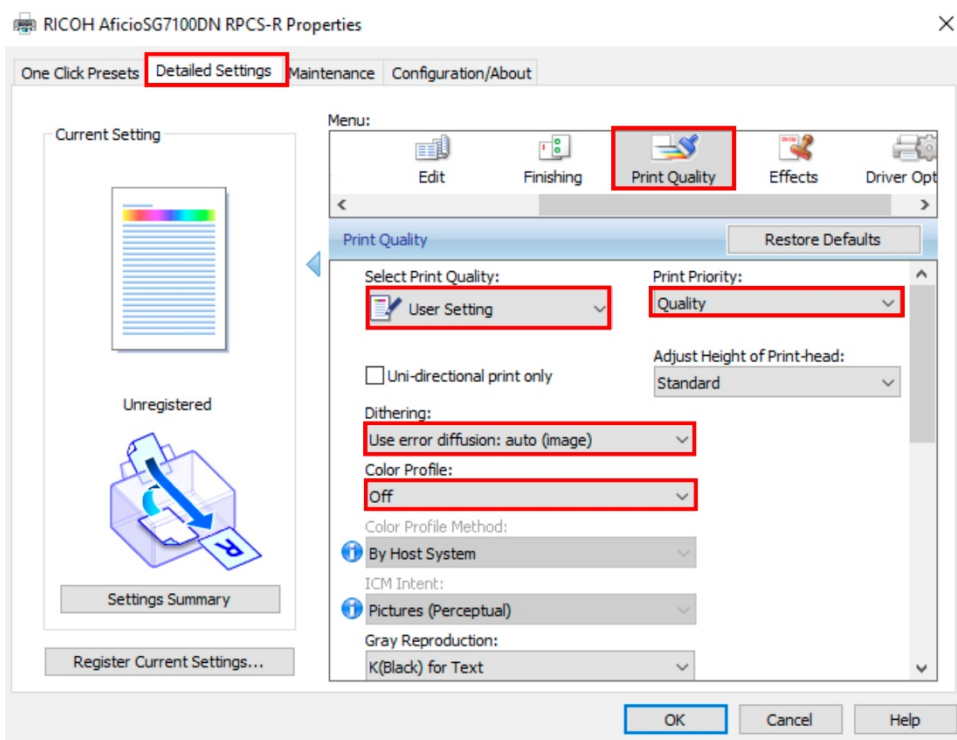 RICOH AficioSG7100DN RPCS-R Properties
One Click Presets
Detailed Settings
Maintenance
Configuration/About
Current Setting
Unregistered
R
Settings Summary
Register Current Settings...
Menu:
Edit
Finishing
Print Quality
Effects
Driver Opt
Print Quality
Restore Defaults
Select Print Quality:
User Setting
Print Priority:
Quality
Uni-directional print only
Adjust Height of Print-head:
Standard
Dithering:
Use error diffusion: auto (image)
Color Profile:
Off
Color Profile Method:
By Host System
ICM Intent:
Pictures (Perceptual)
Gray Reproduction:
K(Black) for Text
OK
Cancel
Help